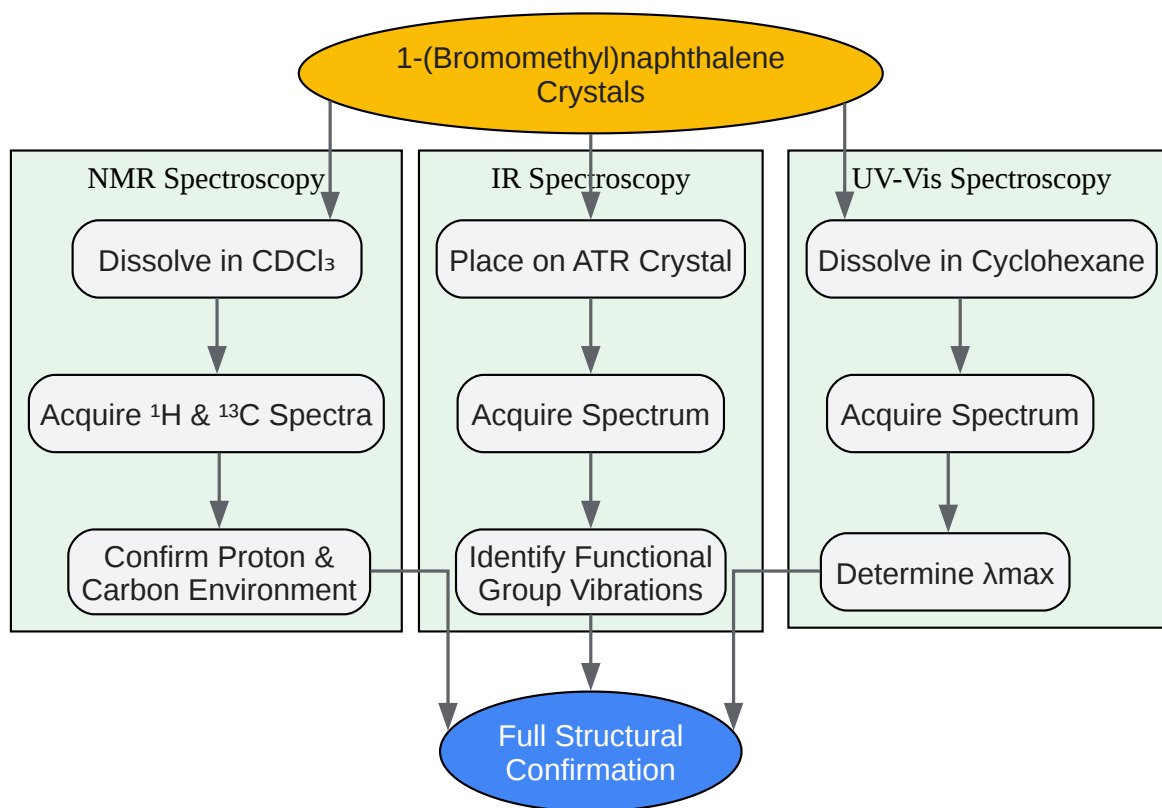 1-(Bromomethyl)naphthalene
Crystals
NMR Spectroscopy
Dissolve in CDCl₃
Acquire ¹H & ¹³C Spectra
Confirm Proton &
Carbon Environment
IR Spectroscopy
Place on ATR Crystal
Acquire Spectrum
Identify Functional
Group Vibrations
UV-Vis Spectroscopy
Dissolve in Cyclohexane
Acquire Spectrum
Determine λmax
Full Structural
Confirmation